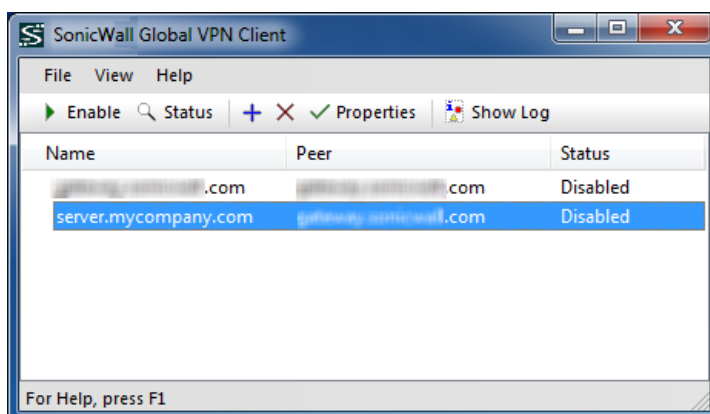 SonicWall Global VPN Client
File View Help
Enable Status Properties Show Log
Name Peer Status
.com .com Disabled
server.mycompany.com .com Disabled
For Help, press F1